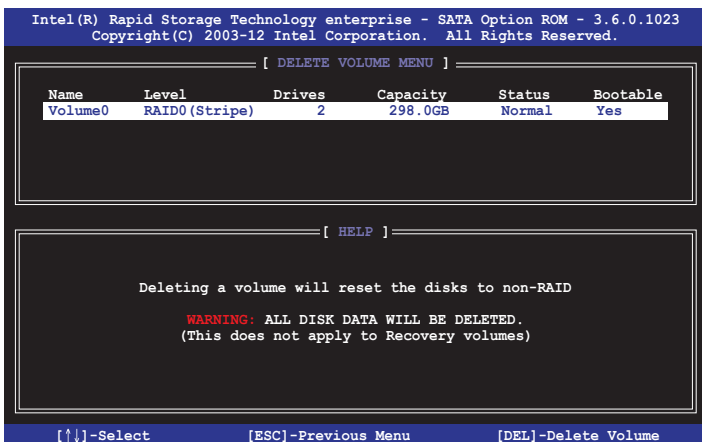 Intel(R) Rapid Storage Technology enterprise - SATA Option ROM - 3.6.0.1023
Copyright(C) 2003-12 Intel Corporation. All Rights Reserved.
[ DELETE VOLUME MENU ]
Name Level Drives Capacity Status Bootable
Volume0 RAID0(Stripe) 2 298.0GB Normal Yes
[ HELP ]
Deleting a volume will reset the disks to non-RAID
WARNING: ALL DISK DATA WILL BE DELETED.
(This does not apply to Recovery volumes)
[↑↓]-Select [ESC]-Previous Menu [DEL]-Delete Volume